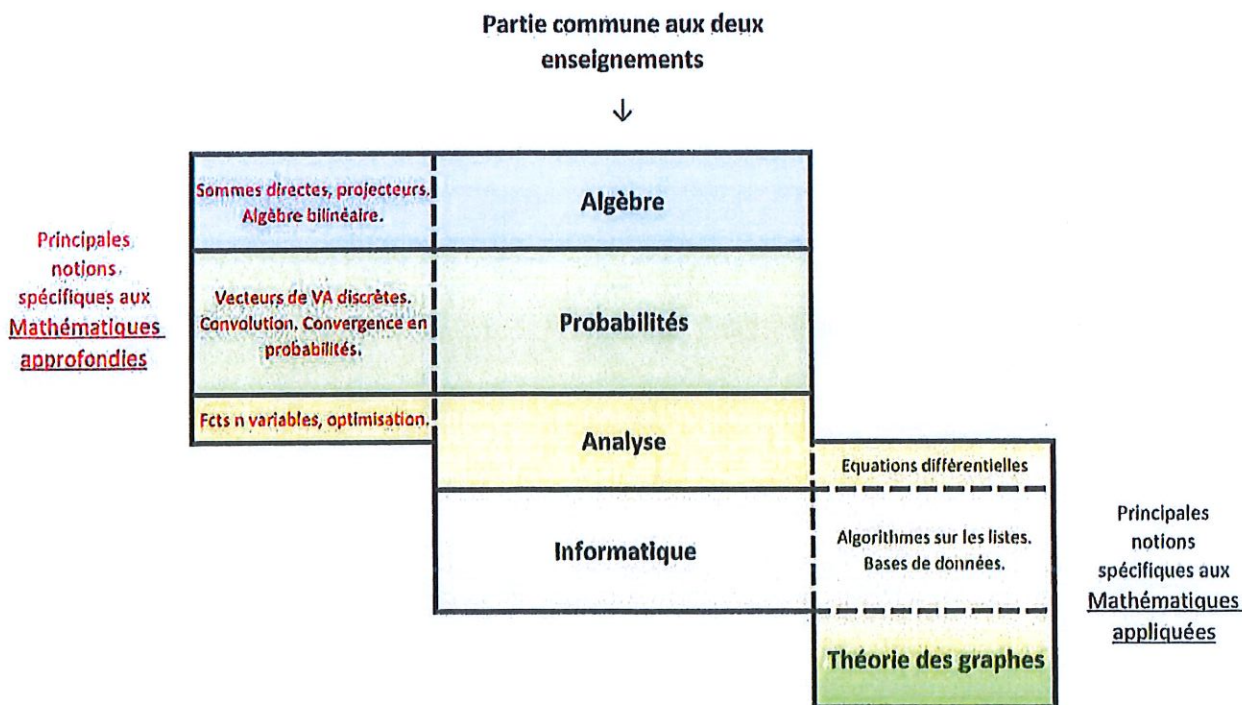 Partie commune aux deux
enseignements
↓
Sommes directes, projecteurs.
Algèbre bilinéaire.
Algèbre
Principales
notions
spécifiques aux
Mathématiques
approfondies
Vecteurs de VA discrètes.
Convolution. Convergence en
probabilités.
Probabilités
Fcts n variables, optimisation.
Analyse
Equations différentielles
Informatique
Algorithmes sur les listes.
Bases de données.
Principales
notions
spécifiques aux
Mathématiques
appliquées
Théorie des graphes